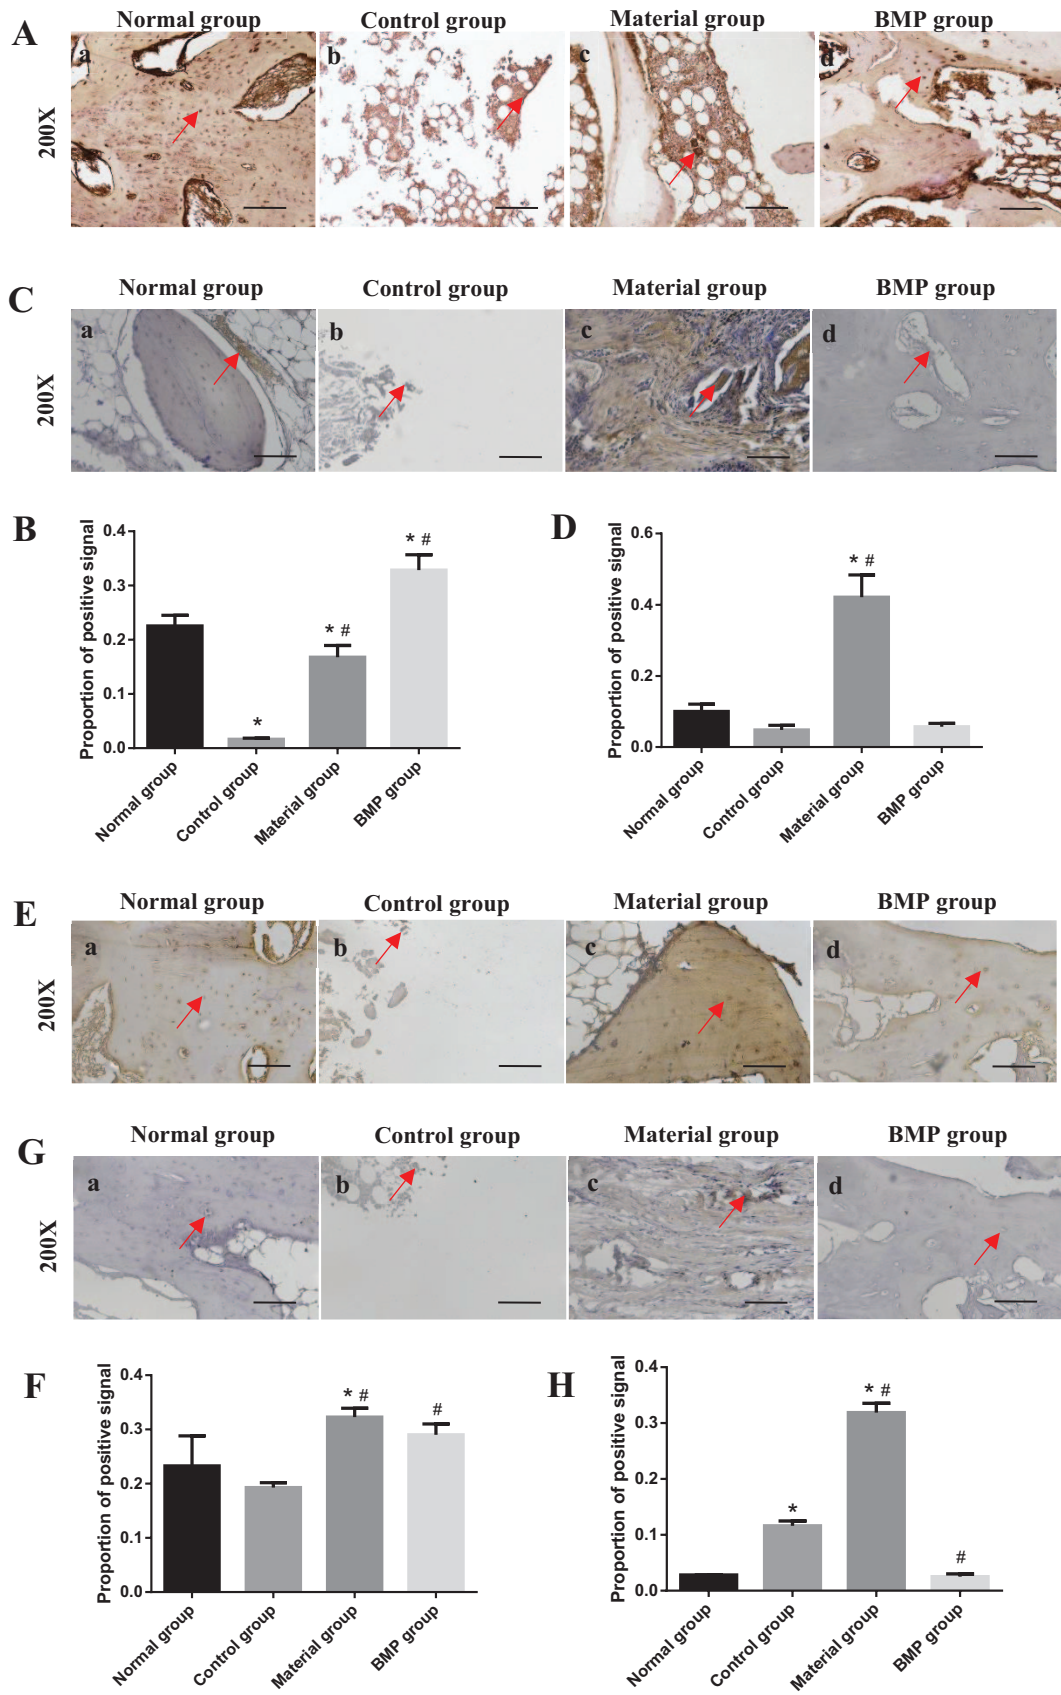 A
Normal group Control group Material group BMP group
200X
a b c d
C
Normal group Control group Material group BMP group
200X
a b c d
B
Proportion of positive signal
0.4
0.3
0.2
0.1
0.0
*
* #
* #
Normal group
Control group
Material group
BMP group
D
Proportion of positive signal
0.6
0.4
0.2
0.0
* #
Normal group
Control group
Material group
BMP group
E
Normal group Control group Material group BMP group
200X
a b c d
G
Normal group Control group Material group BMP group
200X
a b c d
F
Proportion of positive signal
0.4
0.3
0.2
0.1
0.0
* #
#
Normal group
Control group
Material group
BMP group
H
Proportion of positive signal
0.4
0.3
0.2
0.1
0.0
*
* #
#
Normal group
Control group
Material group
BMP group